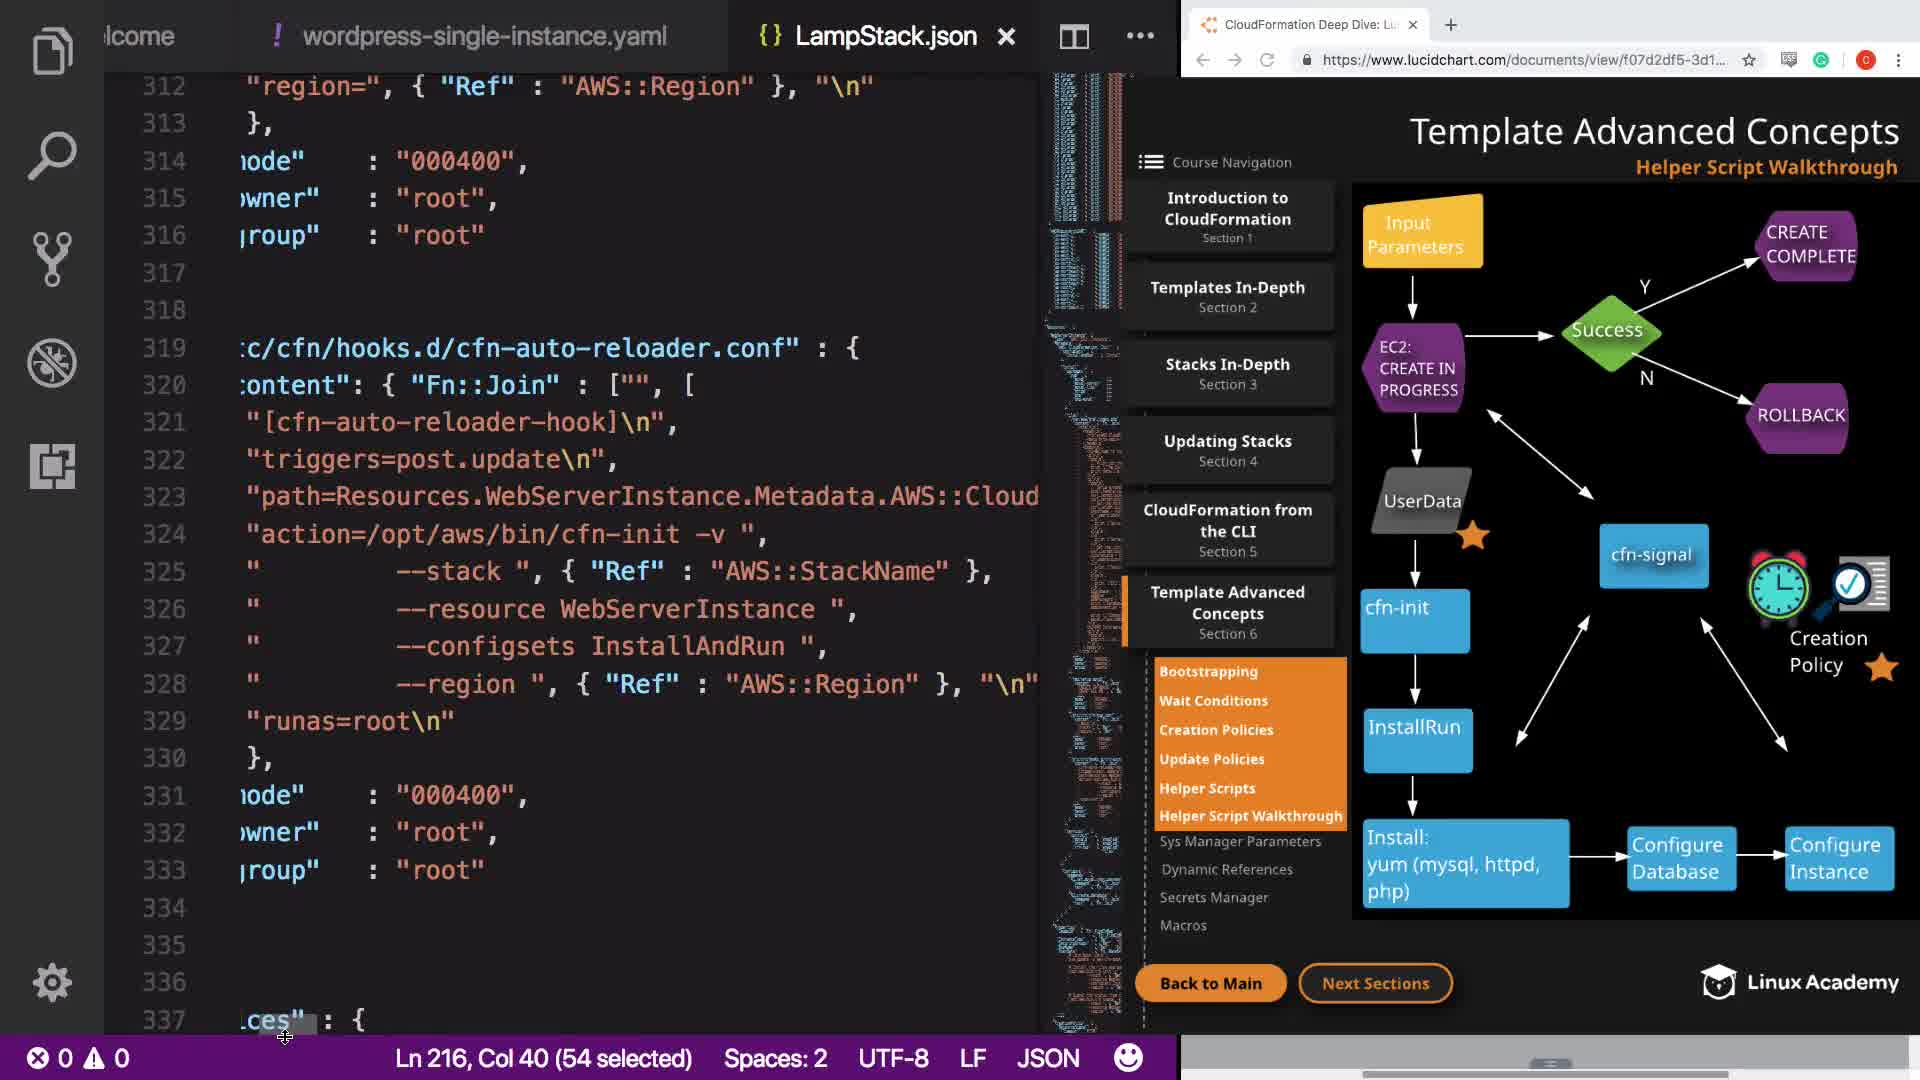 lcome
! wordpress-single-instance.yaml
{} LampStack.json
312 "region=", { "Ref" : "AWS::Region" }, "\n"
313 },
314 node" : "000400",
315 owner" : "root",
316 group" : "root"
317
318
319 :c/cfn/hooks.d/cfn-auto-reloader.conf" : {
320 content": { "Fn::Join" : ["", [
321 "[cfn-auto-reloader-hook]\n",
322 "triggers=post.update\n",
323 "path=Resources.WebServerInstance.Metadata.AWS::Cloud
324 "action=/opt/aws/bin/cfn-init -v ",
325 " --stack ", { "Ref" : "AWS::StackName" },
326 " --resource WebServerInstance ",
327 " --configsets InstallAndRun ",
328 " --region ", { "Ref" : "AWS::Region" }, "\n"
329 "runas=root\n"
330 },
331 node" : "000400",
332 owner" : "root",
333 group" : "root"
334
335
336
337 ices" : {
0 0
Ln 216, Col 40 (54 selected)
Spaces: 2
UTF-8
LF
JSON
CloudFormation Deep Dive: Lu
https://www.lucidchart.com/documents/view/f07d2df5-3d1...
Template Advanced Concepts
Helper Script Walkthrough
Course Navigation
Introduction to
CloudFormation
Section 1
Templates In-Depth
Section 2
Stacks In-Depth
Section 3
Updating Stacks
Section 4
CloudFormation from
the CLI
Section 5
Template Advanced
Concepts
Section 6
Bootstrapping
Wait Conditions
Creation Policies
Update Policies
Helper Scripts
Helper Script Walkthrough
Sys Manager Parameters
Dynamic References
Secrets Manager
Macros
Back to Main
Next Sections
Input
Parameters
EC2:
CREATE IN
PROGRESS
Success
Y
N
CREATE
COMPLETE
ROLLBACK
UserData
cfn-init
cfn-signal
Creation
Policy
InstallRun
Install:
yum (mysql, httpd,
php)
Configure
Database
Configure
Instance
Linux Academy